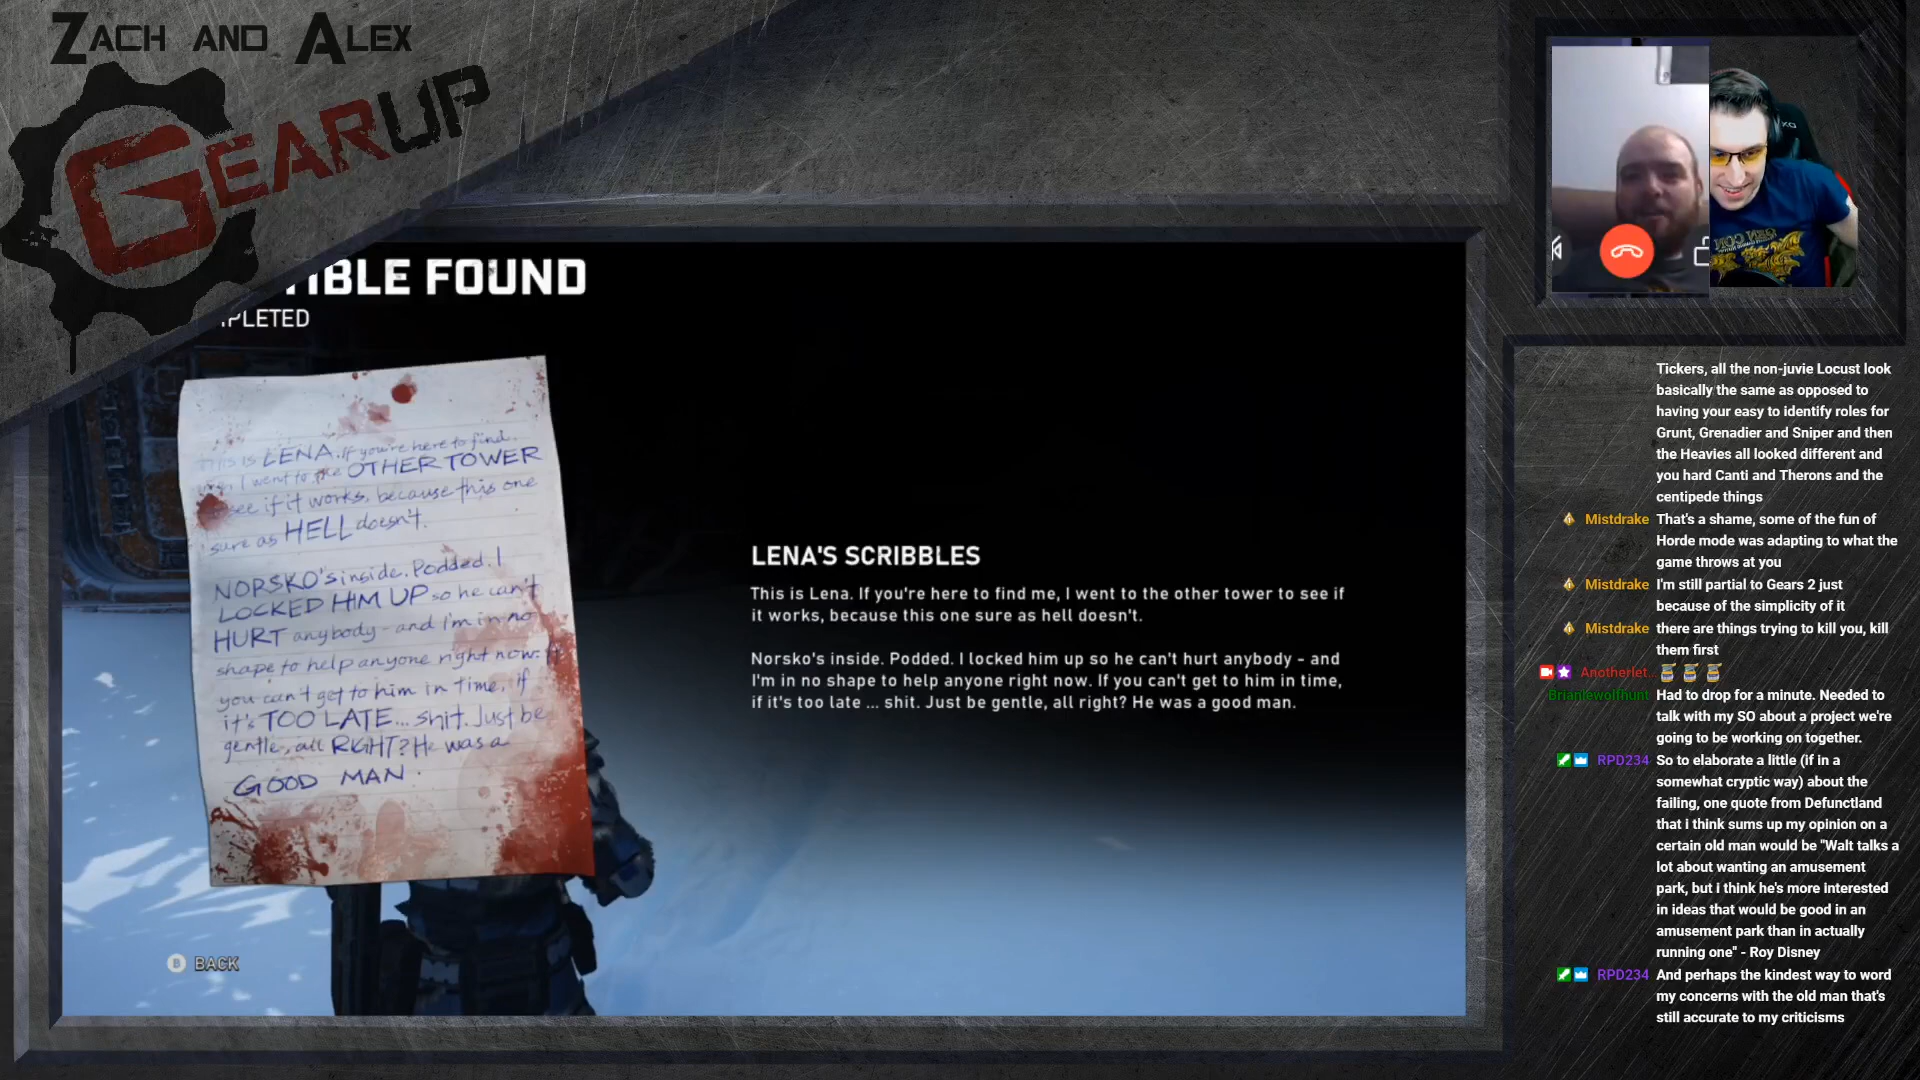 ZACH AND ALEX
GEARUP
IBLE FOUND
PLETED
THIS IS LENA. If you're here to find
I went to the OTHER TOWER
see if it works, because this one
sure as HELL doesn't.
NORSKO's inside. Podded. I
LOCKED HIM UP so he can't
HURT anybody - and I'm in no
shape to help anyone right now. If
you can't get to him in time, if
it's TOO LATE... shit. Just be
gentle, all RIGHT? He was a
GOOD MAN.
LENA'S SCRIBBLES
This is Lena. If you're here to find me, I went to the other tower to see if
it works, because this one sure as hell doesn't.
Norsko's inside. Podded. I locked him up so he can't hurt anybody - and
I'm in no shape to help anyone right now. If you can't get to him in time,
if it's too late ... shit. Just be gentle, all right? He was a good man.
B BACK
GEN CON
Tickers, all the non-juvie Locust look
basically the same as opposed to
having your easy to identify roles for
Grunt, Grenadier and Sniper and then
the Heavies all looked different and
you hard Canti and Therons and the
centipede things
Mistdrake That's a shame, some of the fun of
Horde mode was adapting to what the
game throws at you
Mistdrake I'm still partial to Gears 2 just
because of the simplicity of it
Mistdrake there are things trying to kill you, kill
them first
Anotherlet...
Brianlewolfhunt Had to drop for a minute. Needed to
talk with my SO about a project we're
going to be working on together.
RPD234 So to elaborate a little (if in a
somewhat cryptic way) about the
failing, one quote from Defunctland
that i think sums up my opinion on a
certain old man would be "Walt talks a
lot about wanting an amusement
park, but i think he's more interested
in ideas that would be good in an
amusement park than in actually
running one" - Roy Disney
RPD234 And perhaps the kindest way to word
my concerns with the old man that's
still accurate to my criticisms